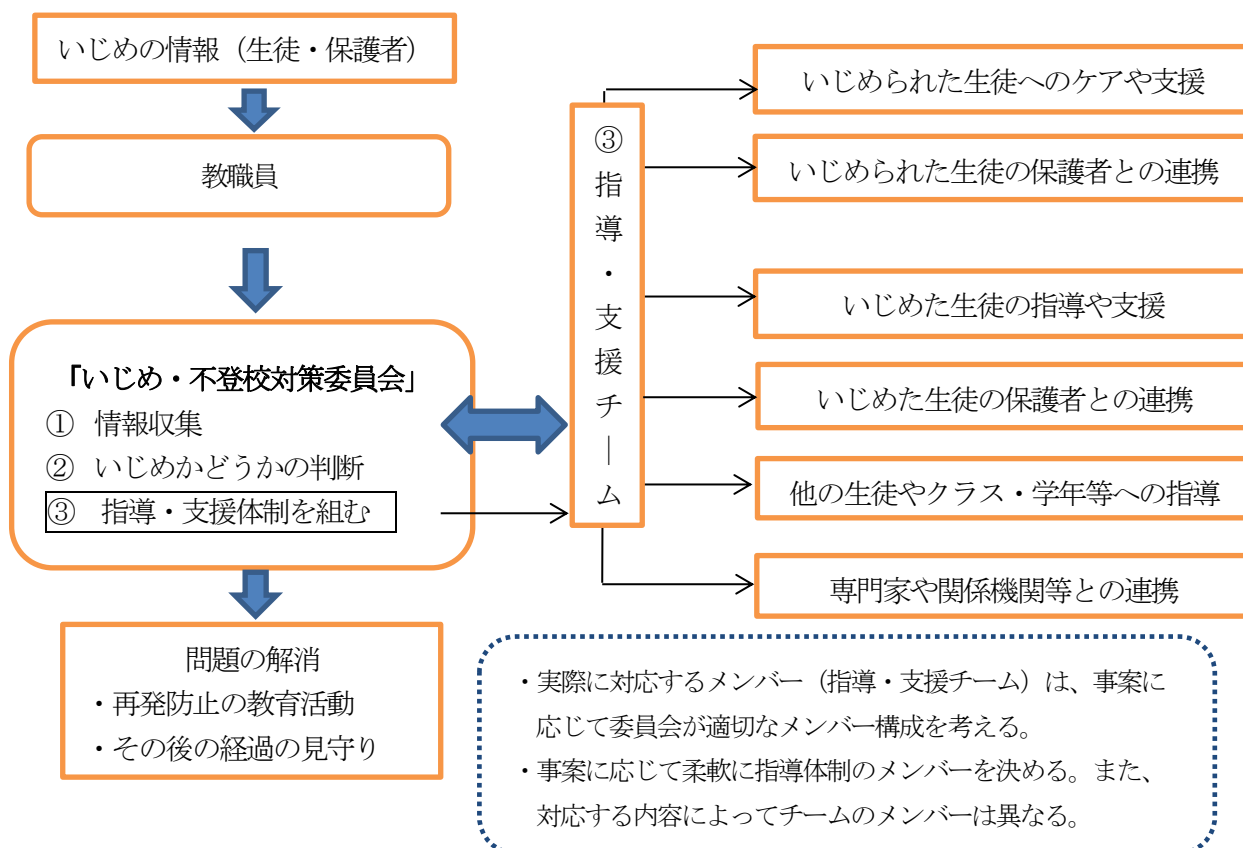 いじめの情報（生徒・保護者）
教職員
「いじめ・不登校対策委員会」
① 情報収集
② いじめかどうかの判断
③ 指導・支援体制を組む
問題の解消
・再発防止の教育活動
・その後の経過の見守り
③指導・支援チーム
いじめられた生徒へのケアや支援
いじめられた生徒の保護者との連携
いじめた生徒の指導や支援
いじめた生徒の保護者との連携
他の生徒やクラス・学年等への指導
専門家や関係機関等との連携
・実際に対応するメンバー（指導・支援チーム）は、事案に
応じて委員会が適切なメンバー構成を考える。
・事案に応じて柔軟に指導体制のメンバーを決める。また、
対応する内容によってチームのメンバーは異なる。